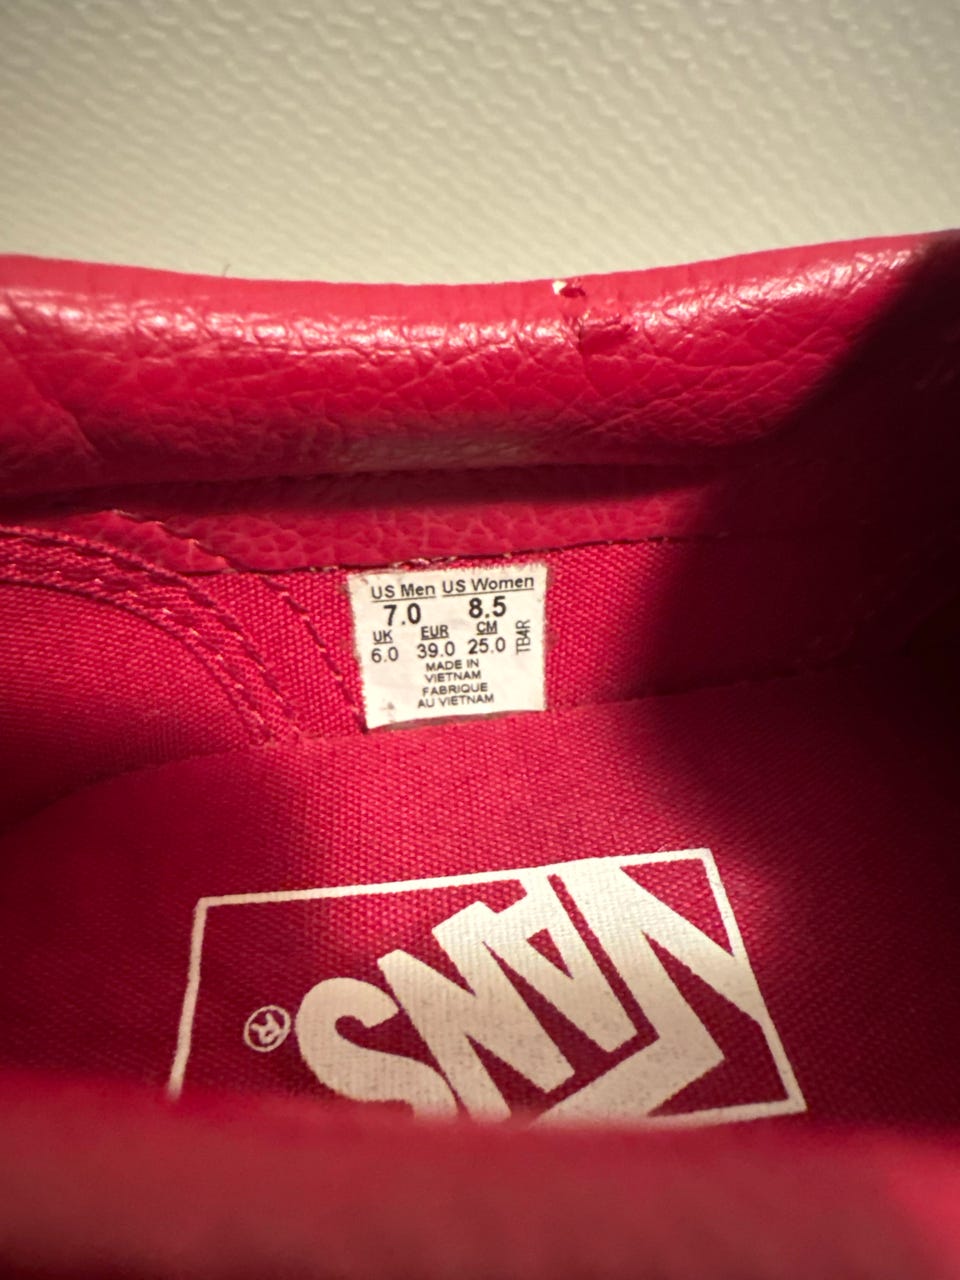 US Men US Women
7.0 8.5
UK EUR CM
6.0 39.0 25.0
TB4R
MADE IN
VIETNAM
FABRIQUE
AU VIETNAM
VANS
®